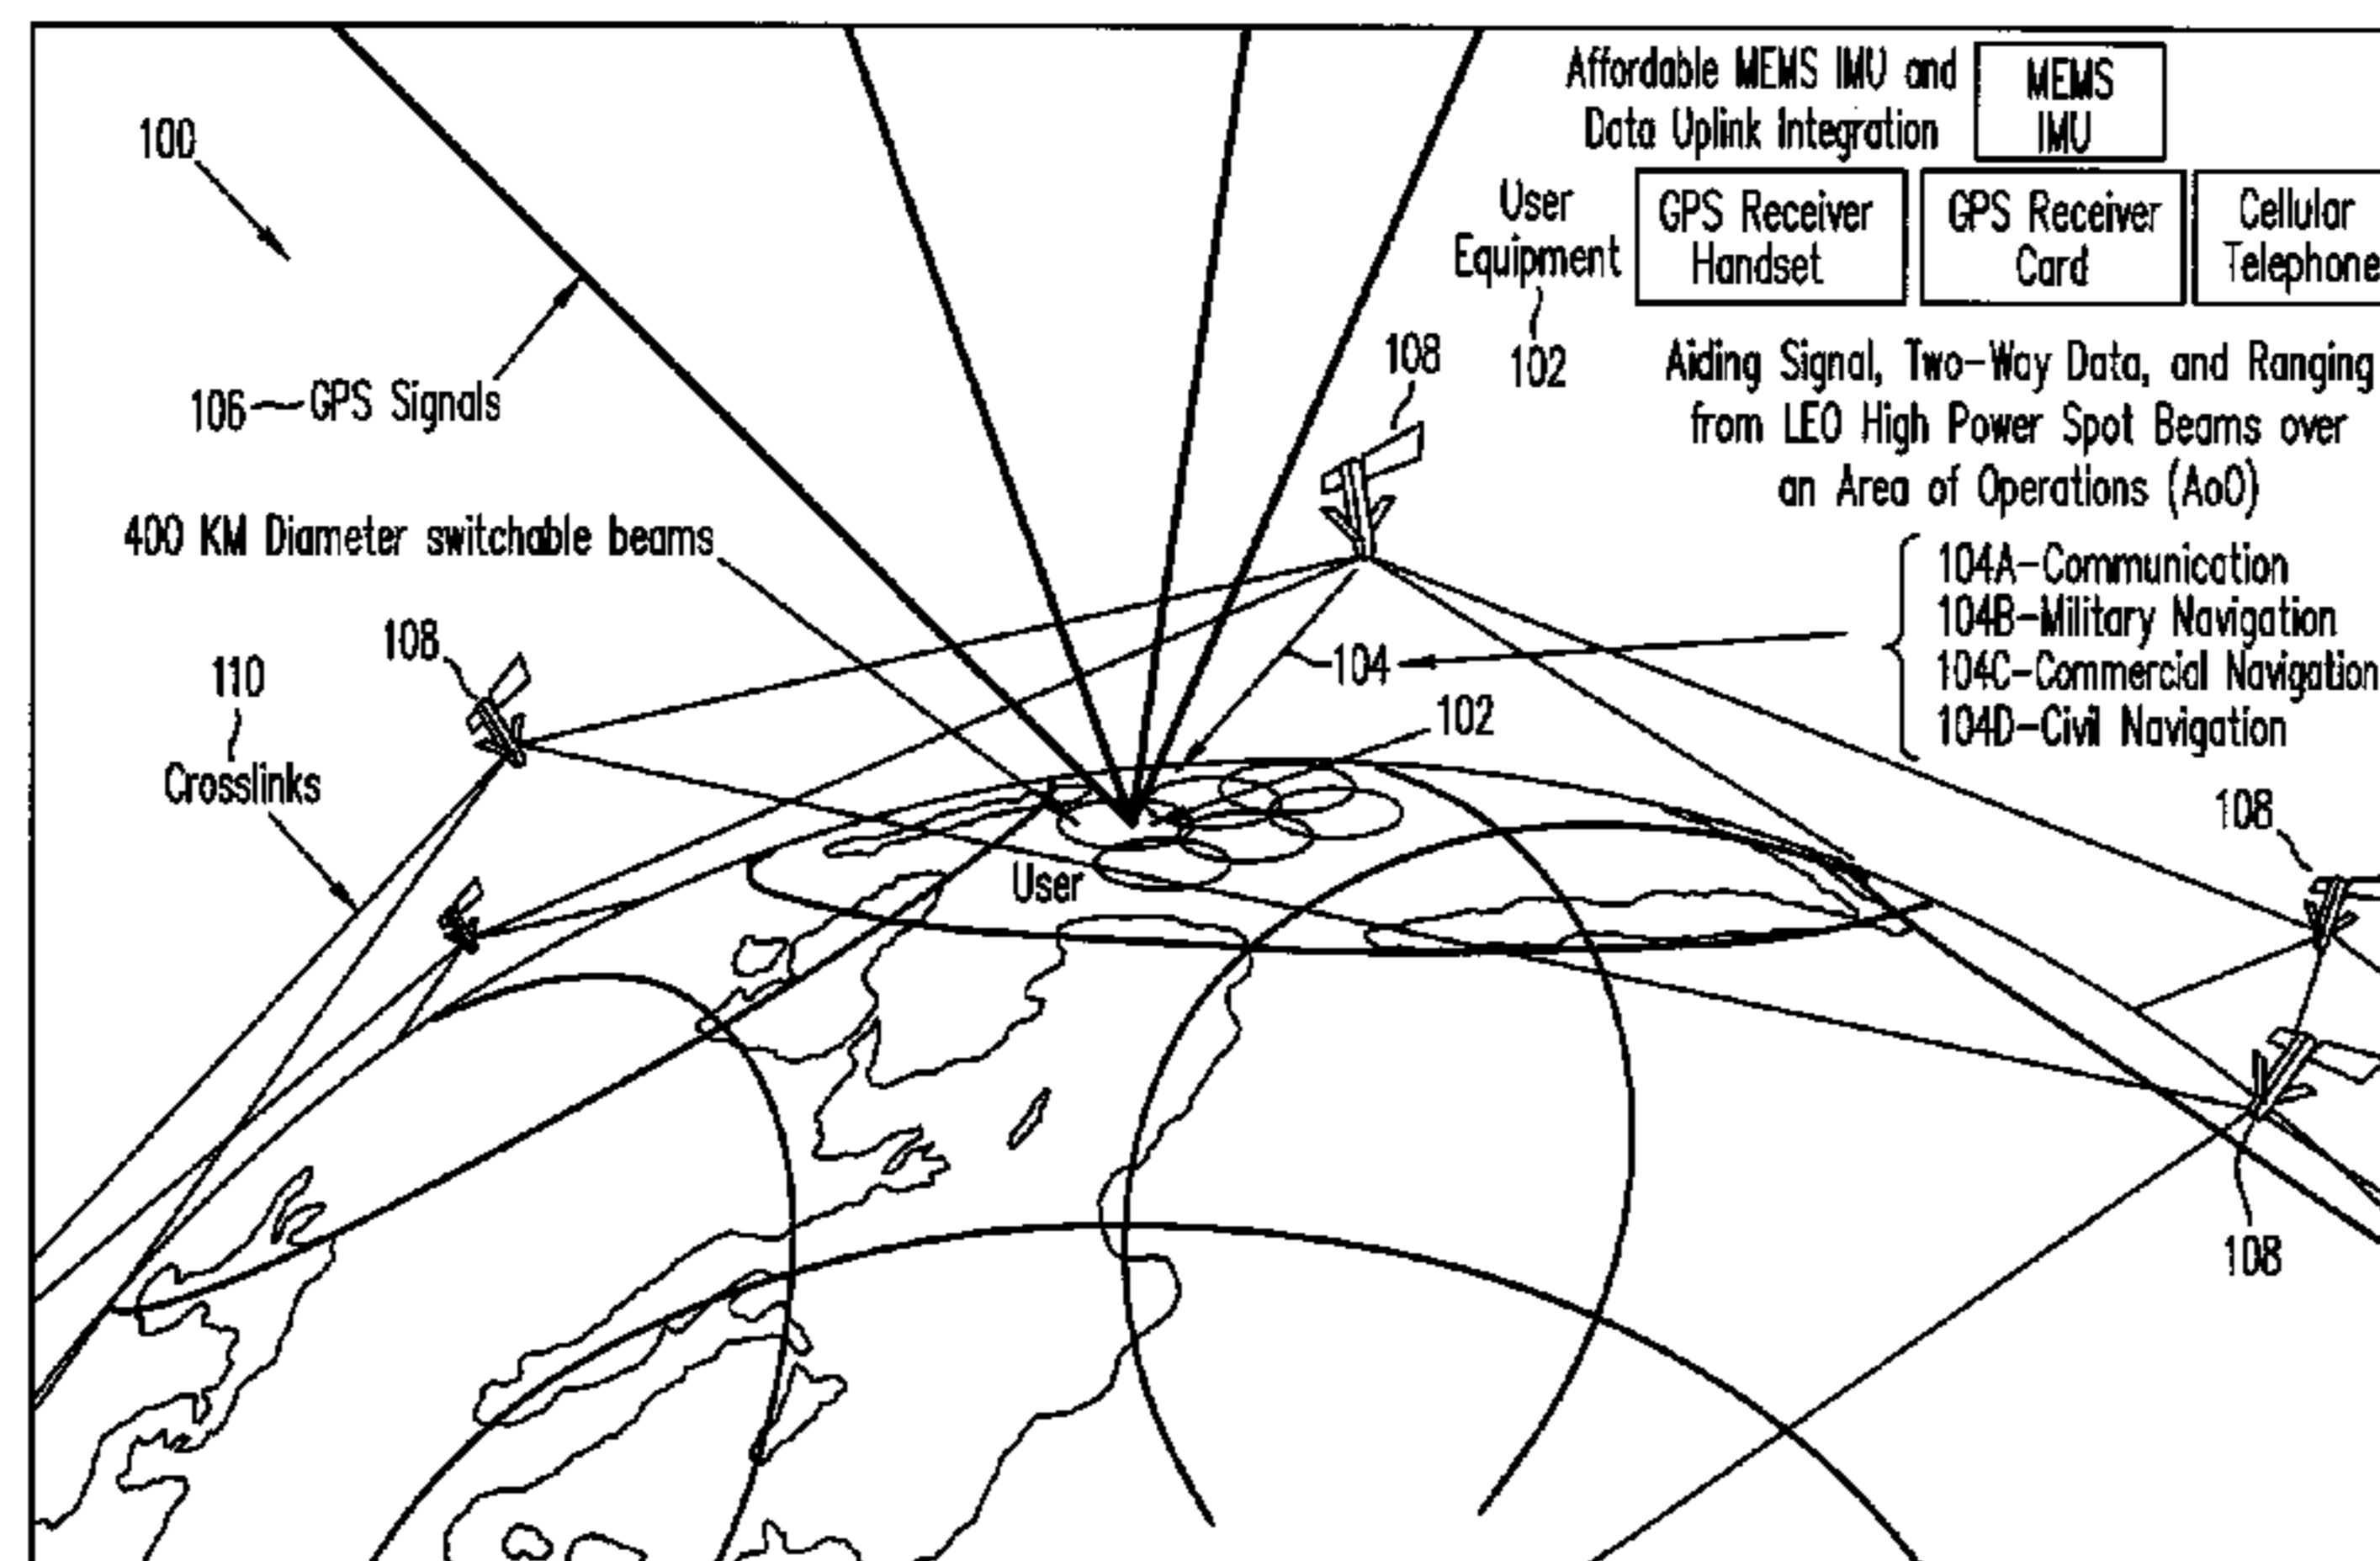 Affordable MEMS IMU and
Data Uplink Integration
MEMS
IMU
100
User
Equipment
102
GPS Receiver
Handset
GPS Receiver
Card
Cellular
Telephone
108
Aiding Signal, Two-Way Data, and Ranging
from LEO High Power Spot Beams over
an Area of Operations (AoO)
106
GPS Signals
400 KM Diameter switchable beams
104A-Communication
104B-Military Navigation
104C-Commercial Navigation
104D-Civil Navigation
108
110
Crosslinks
104
102
108
User
108